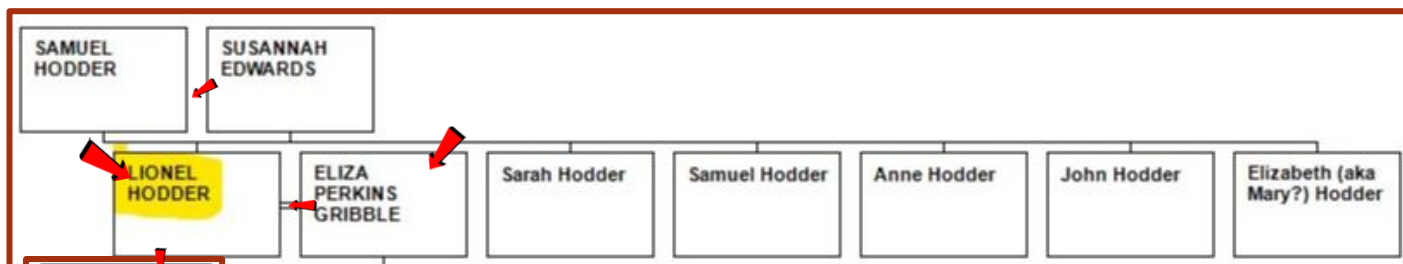 SAMUEL
HODDER
SUSANNAH
EDWARDS
LIONEL
HODDER
ELIZA
PERKINS
GRIBBLE
Sarah Hodder
Samuel Hodder
Anne Hodder
John Hodder
Elizabeth (aka
Mary?) Hodder